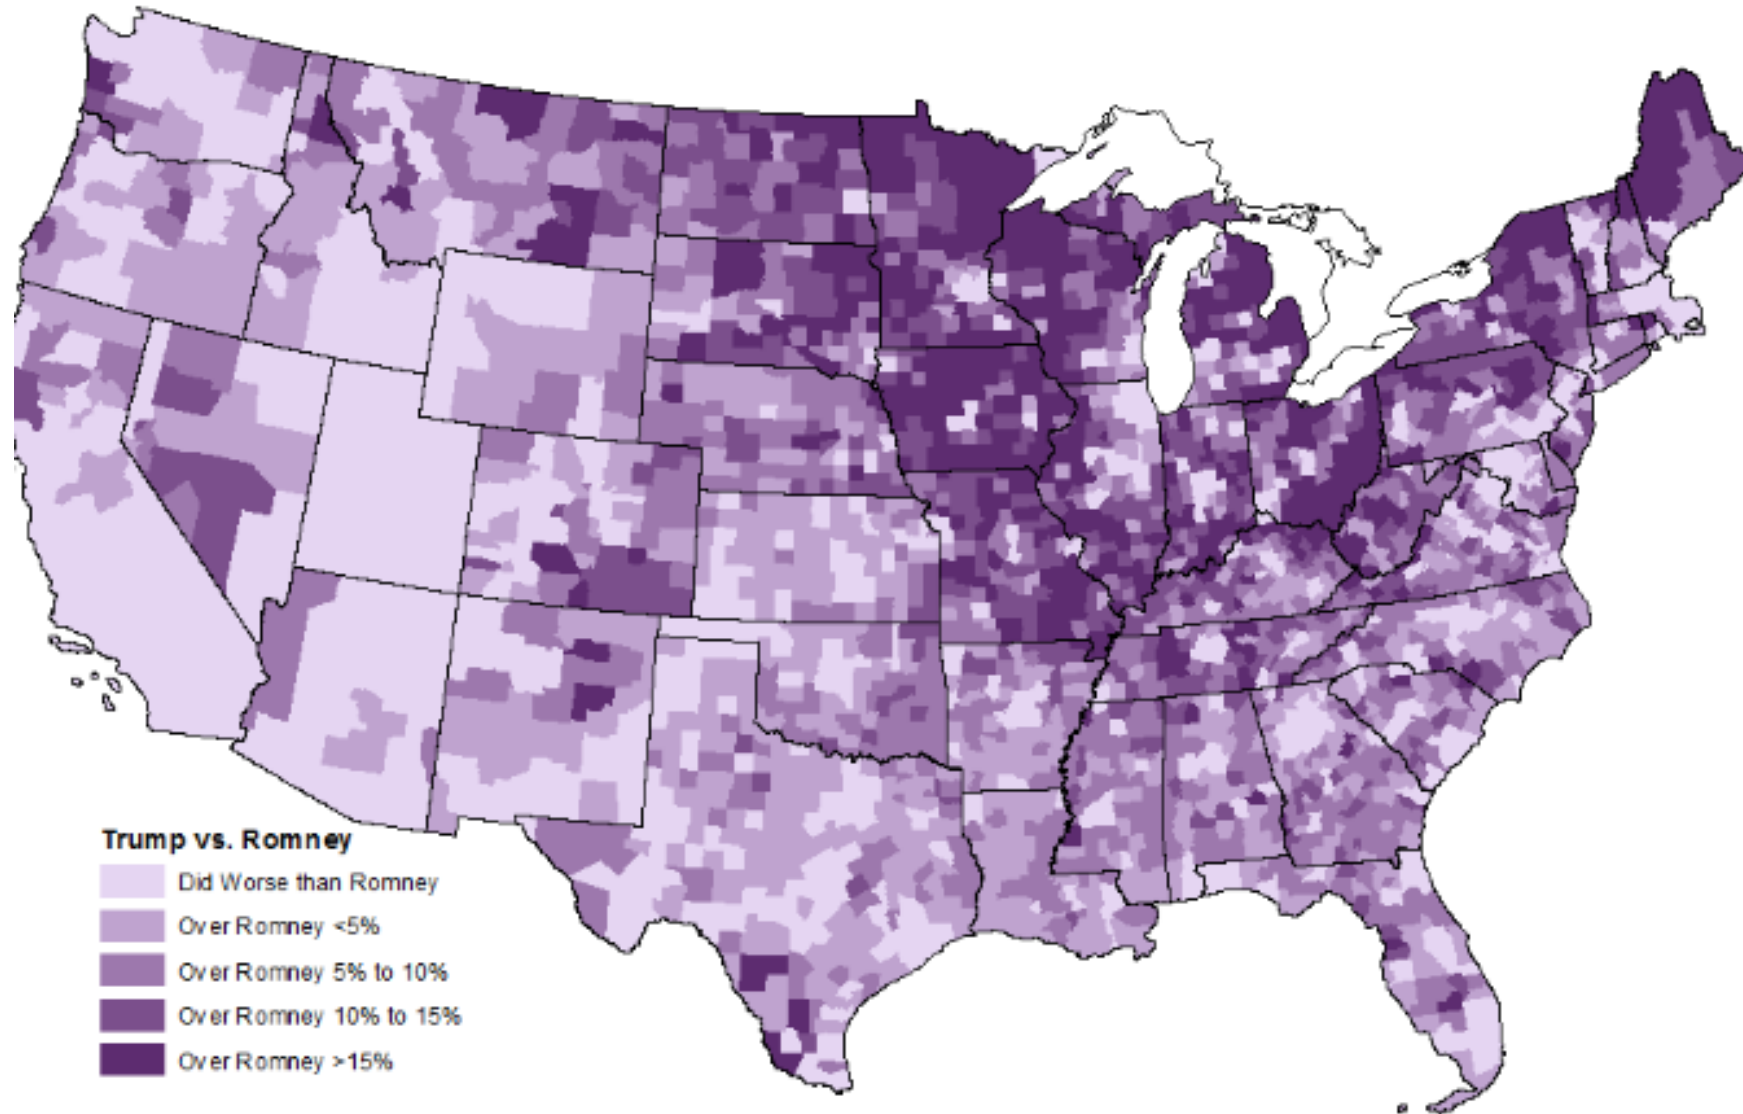 Trump vs. Romney
Did Worse than Romney
Over Romney <5%
Over Romney 5% to 10%
Over Romney 10% to 15%
Over Romney >15%